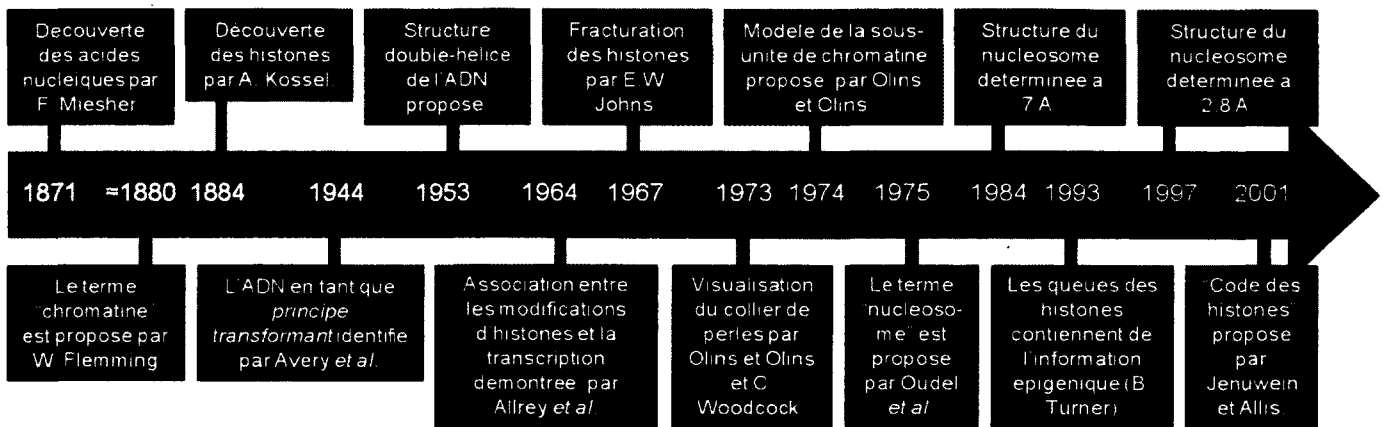 Decouverte
des acides
nucleiques par
F Miesher
Découverte
des histones
par A. Kossel.
Structure
double-helice
de l'ADN
propose
Fracturation
des histones
par E.W
Johns
Modele de la sous-
unite de chromatine
propose par Olins
et Olins
Structure du
nucleosome
determinee a
7 A
Structure du
nucleosome
determinee a
2.8 A
1871 ≈1880 1884 1944 1953 1964 1967 1973 1974 1975 1984 1993 1997 2001
Le terme
"chromatine"
est propose par
W Flemming
L'ADN en tant que
principe
transformant identifie
par Avery et al.
Association entre
les modifications
d'histones et la
transcription
demontree par
Allrey et al.
Visualisation
du collier de
perles par
Olins et Olins
et C
Woodcock
Le terme
"nucleoso-
me" est
propose
par Oudel
et al
Les queues des
histones
contiennent de
l'information
epigenique (B
Turner)
"Code des
histones"
propose
par
Jenuwein
et Allis.